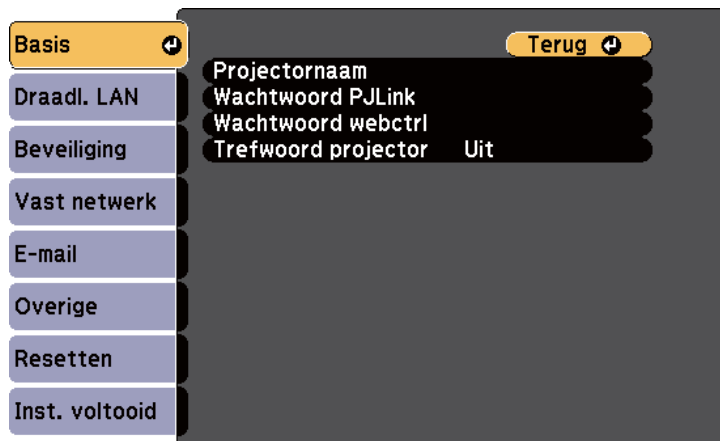 Basis
Draadl. LAN
Beveiliging
Vast netwerk
E-mail
Overige
Resetten
Inst. voltooid
Terug
Projectornaam
Wachtwoord PJLink
Wachtwoord webctrl
Trefwoord projector Uit